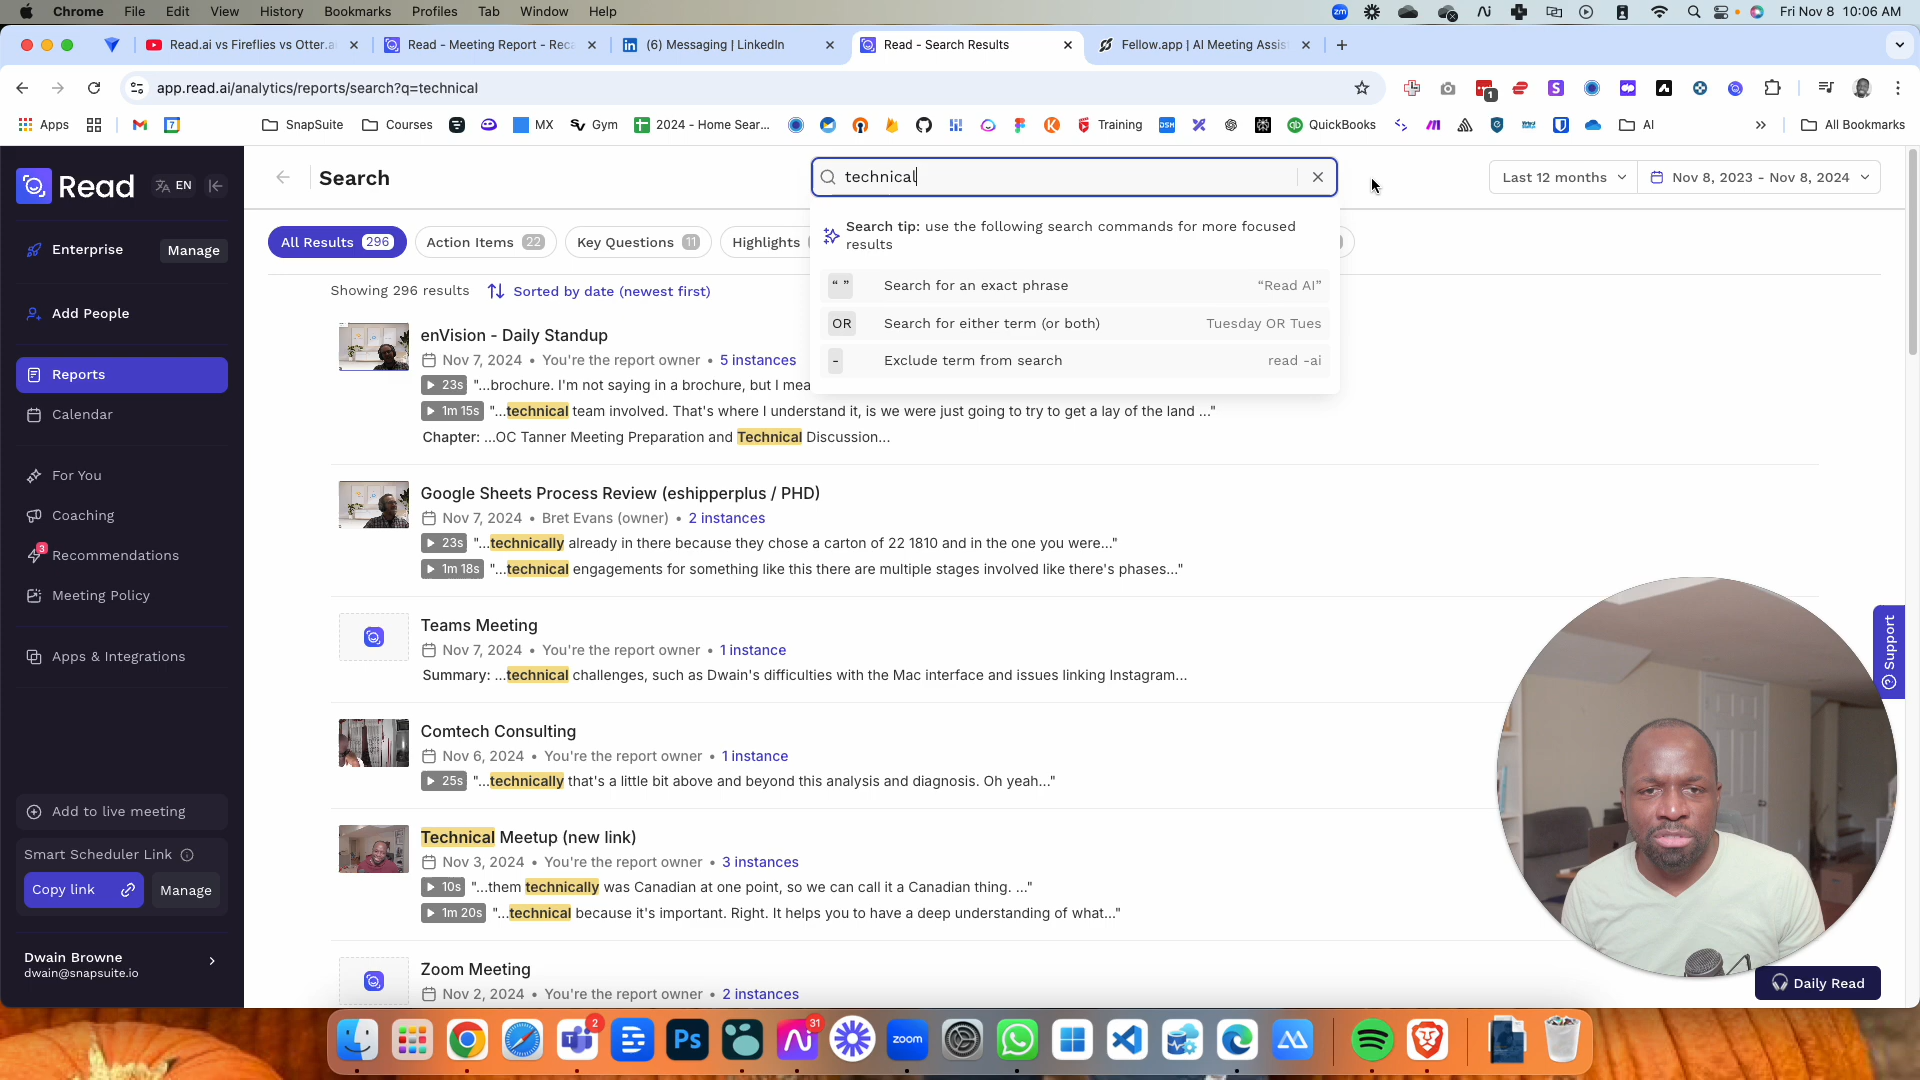 Chrome File Edit View History Bookmarks Profiles Tab Window Help
zm Fri Nov 8 10:06 AM
Read.ai vs Fireflies vs Otter.a
Read - Meeting Report - Reca
(6) Messaging | LinkedIn
Read - Search Results
Fellow.app | AI Meeting Assis
app.read.ai/analytics/reports/search?q=technical
1
Apps
SnapSuite
Courses
MX
Gym
2024 - Home Sear...
Training
DSM
QuickBooks
AI
All Bookmarks
Read
EN
Search
technical
Last 12 months
Nov 8, 2023 - Nov 8, 2024
Enterprise
Manage
Add People
Reports
Calendar
For You
Coaching
3
Recommendations
Meeting Policy
Apps & Integrations
Add to live meeting
Smart Scheduler Link
Copy link
Manage
Dwain Browne
dwain@snapsuite.io
All Results 296
Action Items 22
Key Questions 11
Highlights
Search tip: use the following search commands for more focused
results
“ ” Search for an exact phrase “Read AI”
OR Search for either term (or both) Tuesday OR Tues
- Exclude term from search read -ai
Showing 296 results
Sorted by date (newest first)
enVision - Daily Standup
Nov 7, 2024 • You're the report owner • 5 instances
23s "...brochure. I'm not saying in a brochure, but I mea
1m 15s "...technical team involved. That's where I understand it, is we were just going to try to get a lay of the land ..."
Chapter: ...OC Tanner Meeting Preparation and Technical Discussion...
Google Sheets Process Review (eshipperplus / PHD)
Nov 7, 2024 • Bret Evans (owner) • 2 instances
23s "...technically already in there because they chose a carton of 22 1810 and in the one you were..."
1m 18s "...technical engagements for something like this there are multiple stages involved like there's phases..."
Teams Meeting
Nov 7, 2024 • You're the report owner • 1 instance
Summary: ...technical challenges, such as Dwain's difficulties with the Mac interface and issues linking Instagram...
Comtech Consulting
Nov 6, 2024 • You're the report owner • 1 instance
25s "...technically that's a little bit above and beyond this analysis and diagnosis. Oh yeah..."
Technical Meetup (new link)
Nov 3, 2024 • You're the report owner • 3 instances
10s "...them technically was Canadian at one point, so we can call it a Canadian thing. ..."
1m 20s "...technical because it's important. Right. It helps you to have a deep understanding of what..."
Zoom Meeting
Nov 2, 2024 • You're the report owner • 2 instances
Support
Daily Read
2
Ps
31
zoom